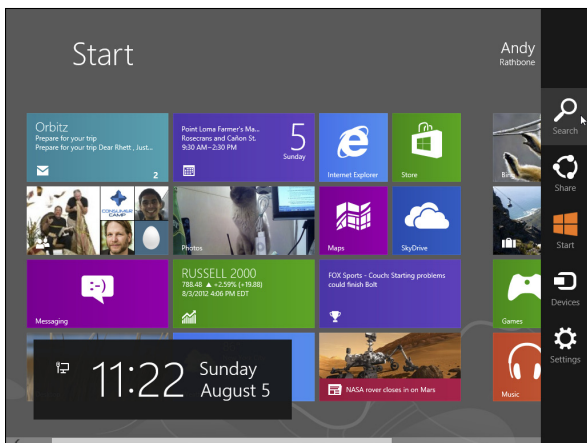 Start
Andy
Rathbone
Search
Share
Start
Devices
Settings
Orbitz
Prepare for your trip
Prepare for your trip Dear Rhett , Just...
2
Point Loma Farmer's Ma...
Rosecrans and Cañon St.
9:30 AM–2:30 PM
5
Sunday
Internet Explorer
Store
Bing
CONSUMER
CAMP
Photos
Maps
SkyDrive
Messaging
RUSSELL 2000
788.48 ▲ +2.59% (+19.88)
8/3/2012 4:06 PM EDT
FOX Sports - Couch: Starting problems
could finish Bolt
Games
11:22
Sunday
August 5
NASA rover closes in on Mars
Music